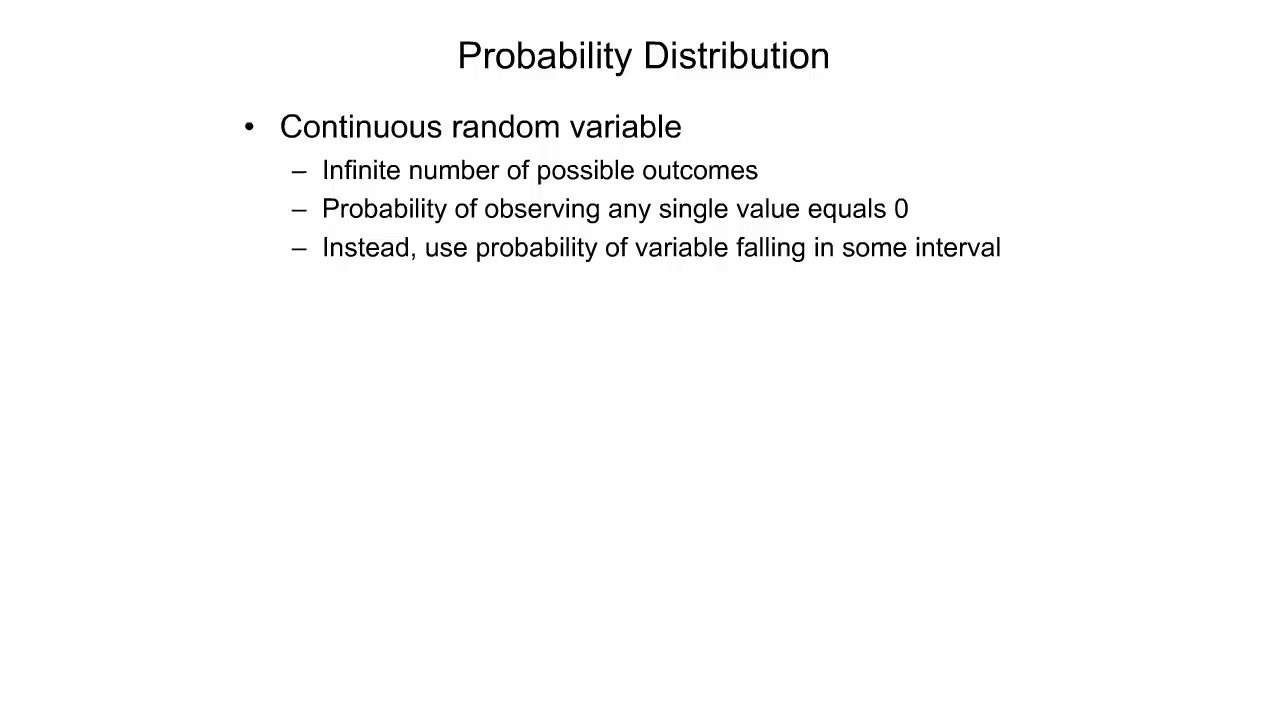 Probability Distribution
• Continuous random variable
– Infinite number of possible outcomes
– Probability of observing any single value equals 0
– Instead, use probability of variable falling in some interval